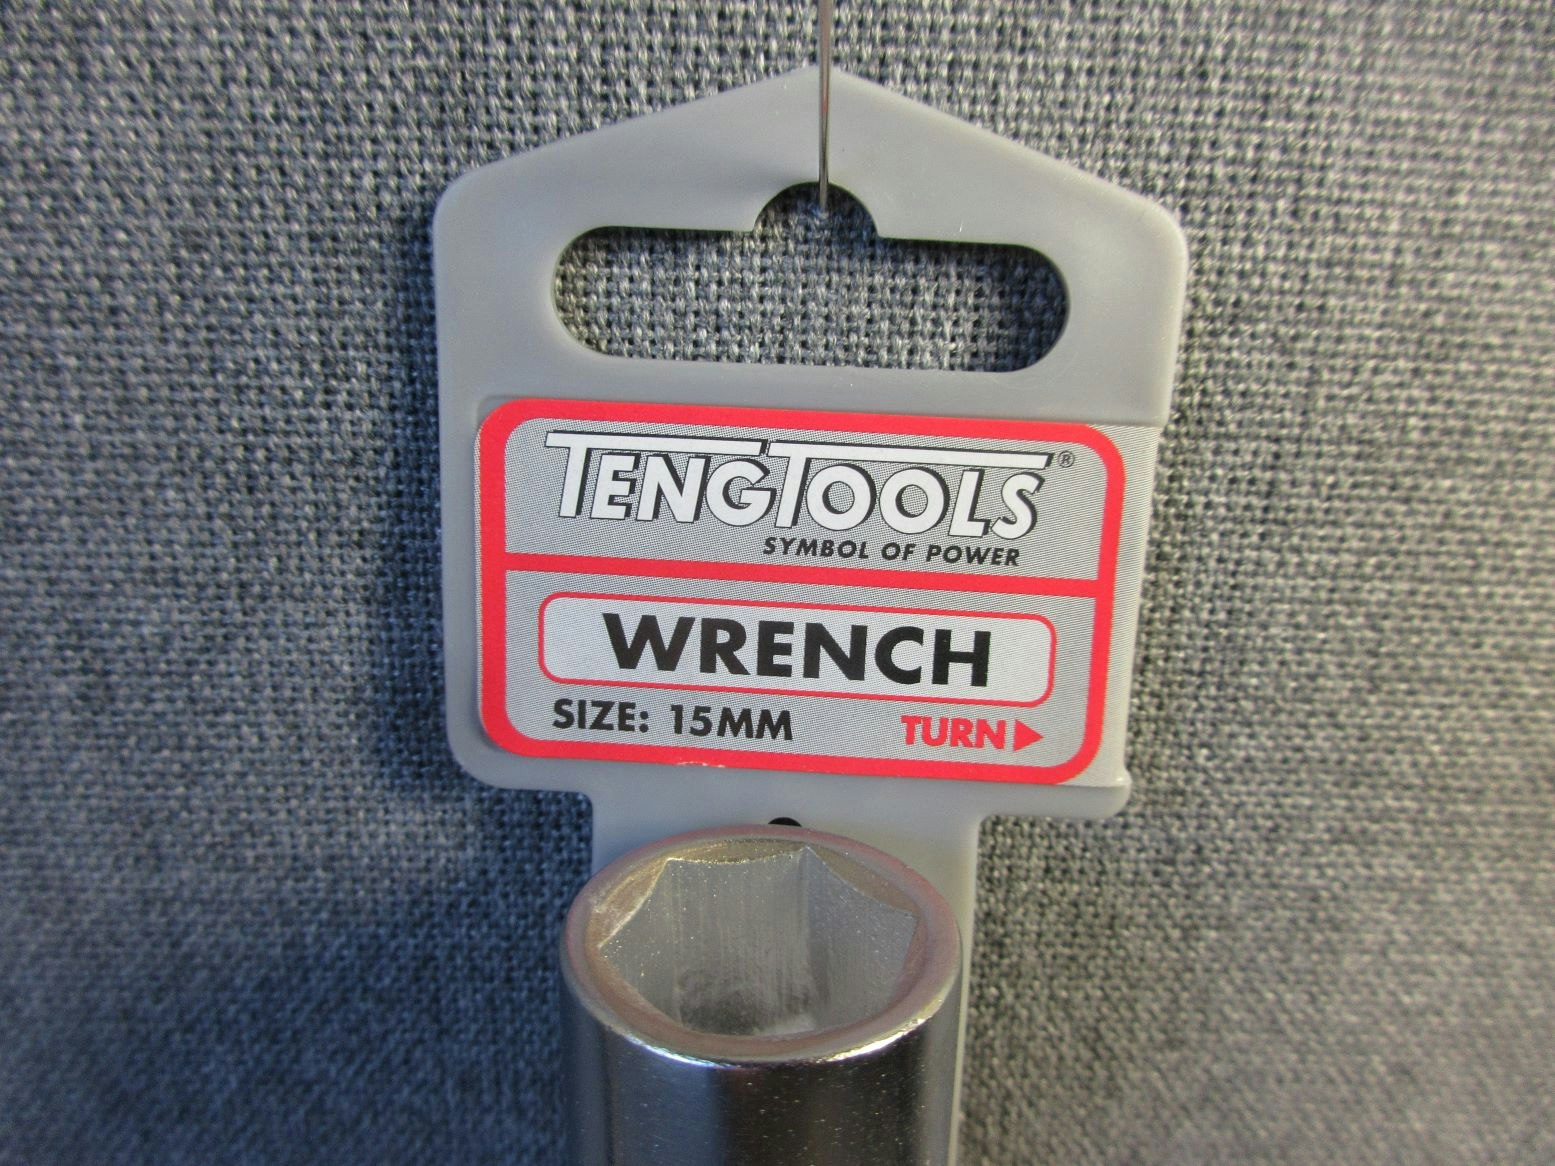 TENGTOOLS®
SYMBOL OF POWER
WRENCH
SIZE: 15MM TURN▶